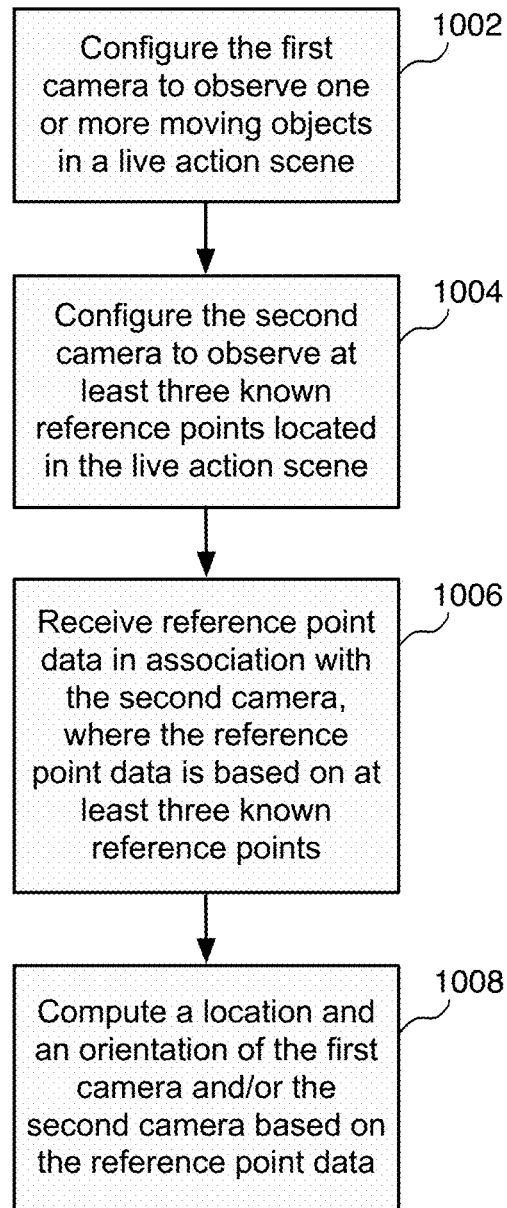 1002
Configure the first
camera to observe one
or more moving objects
in a live action scene
1004
Configure the second
camera to observe at
least three known
reference points located
in the live action scene
1006
Receive reference point
data in association with
the second camera,
where the reference
point data is based on at
least three known
reference points
1008
Compute a location and
an orientation of the first
camera and/or the
second camera based on
the reference point data